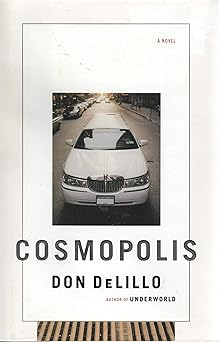 A NOVEL
COSMOPOLIS
DON DeLILLO
AUTHOR OF UNDERWORLD